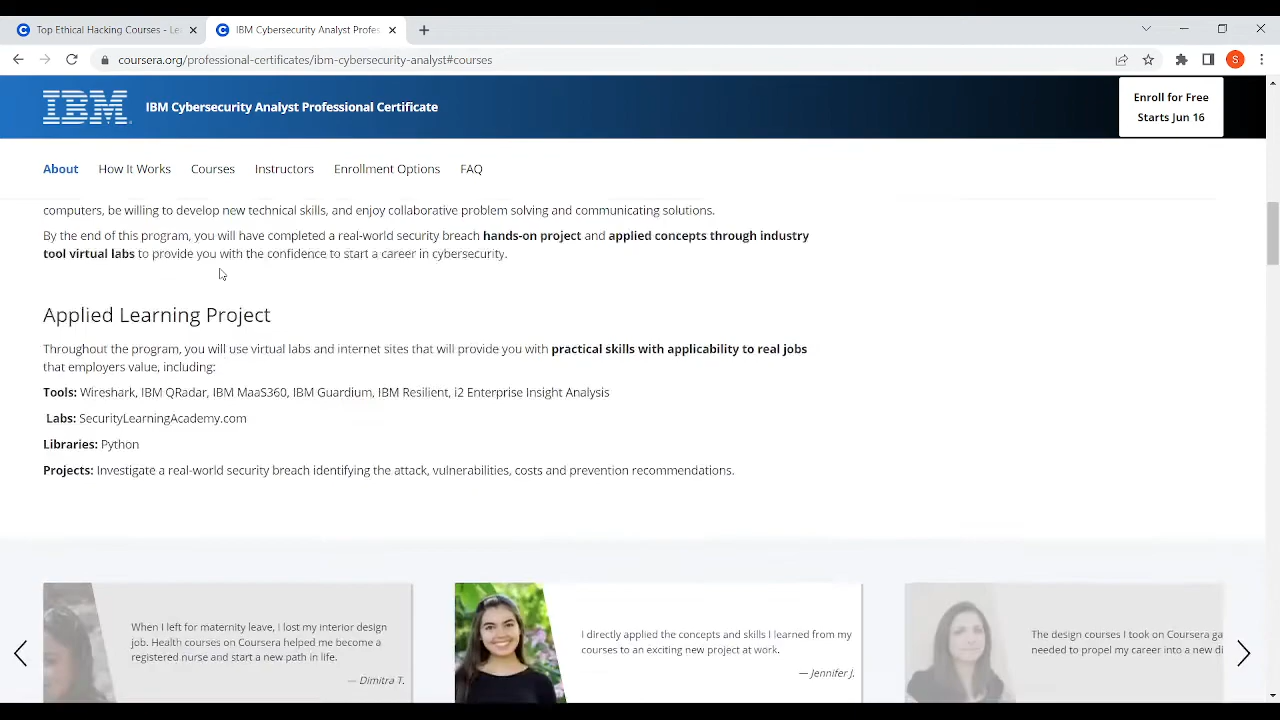 Top Ethical Hacking Courses - Le
IBM Cybersecurity Analyst Profes
coursera.org/professional-certificates/ibm-cybersecurity-analyst#courses
S
IBM
IBM Cybersecurity Analyst Professional Certificate
Enroll for Free
Starts Jun 16
About How It Works Courses Instructors Enrollment Options FAQ
computers, be willing to develop new technical skills, and enjoy collaborative problem solving and communicating solutions.
By the end of this program, you will have completed a real-world security breach hands-on project and applied concepts through industry
tool virtual labs to provide you with the confidence to start a career in cybersecurity.
Applied Learning Project
Throughout the program, you will use virtual labs and internet sites that will provide you with practical skills with applicability to real jobs
that employers value, including:
Tools: Wireshark, IBM QRadar, IBM MaaS360, IBM Guardium, IBM Resilient, i2 Enterprise Insight Analysis
Labs: SecurityLearningAcademy.com
Libraries: Python
Projects: Investigate a real-world security breach identifying the attack, vulnerabilities, costs and prevention recommendations.
When I left for maternity leave, I lost my interior design
job. Health courses on Coursera helped me become a
registered nurse and start a new path in life.
— Dimitra T.
I directly applied the concepts and skills I learned from my
courses to an exciting new project at work.
— Jennifer J.
The design courses I took on Coursera ga
needed to propel my career into a new di